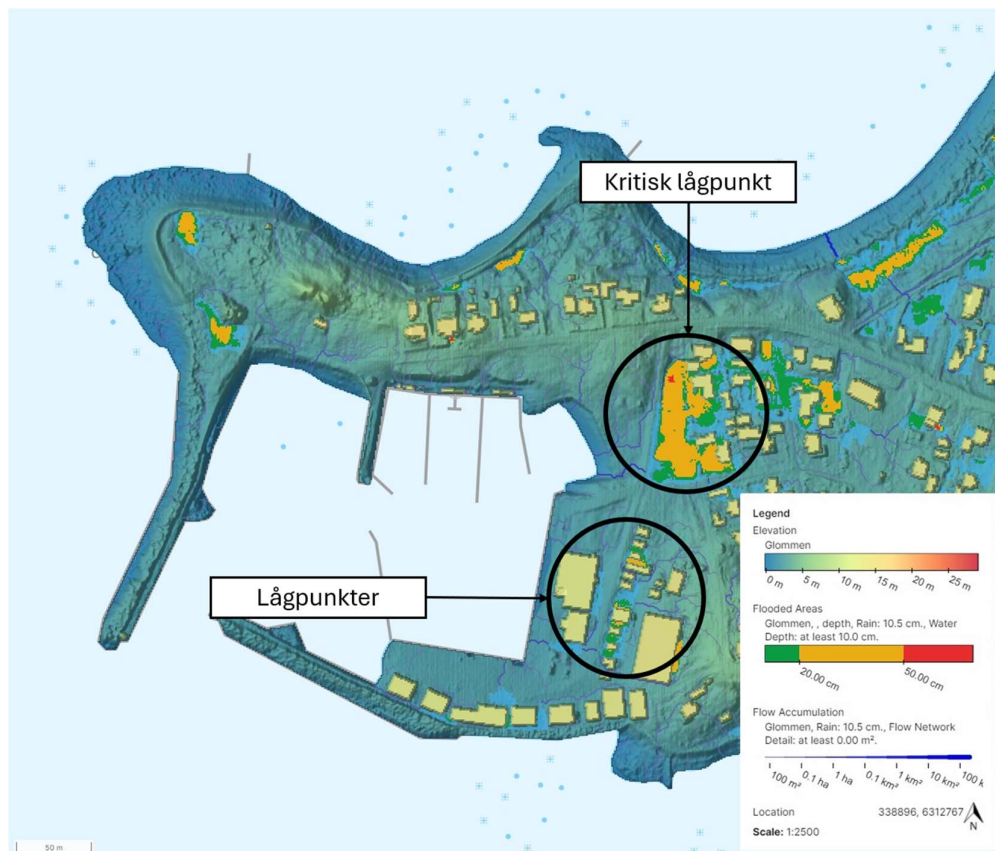 Kritisk lågpunkt
Lågpunkter
Legend
Elevation
Glommen
0 m 5 m 10 m 15 m 20 m 25 m
Flooded Areas
Glommen, , depth, Rain: 10.5 cm., Water
Depth: at least 10.0 cm.
20.00 cm 50.00 cm
Flow Accumulation
Glommen, Rain: 10.5 cm., Flow Network
Detail: at least 0.00 m².
100 m² 0.1 ha 1 ha 0.1 km² 1 km² 10 km² 100 k
Location 338896, 6312767
Scale: 1:2500
N
50 m